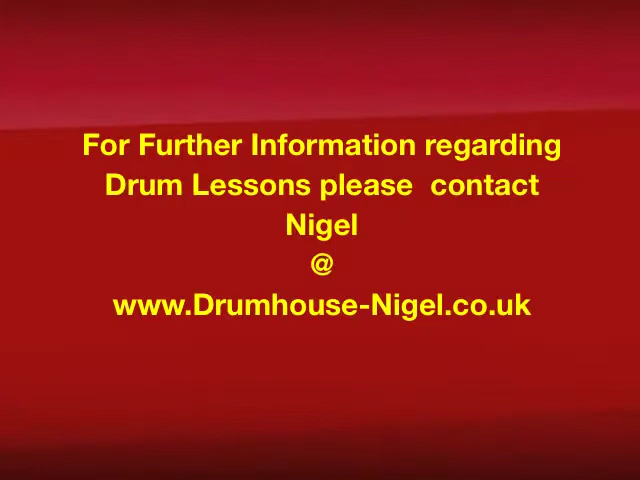 For Further Information regarding
Drum Lessons please  contact
Nigel
@
www.Drumhouse-Nigel.co.uk